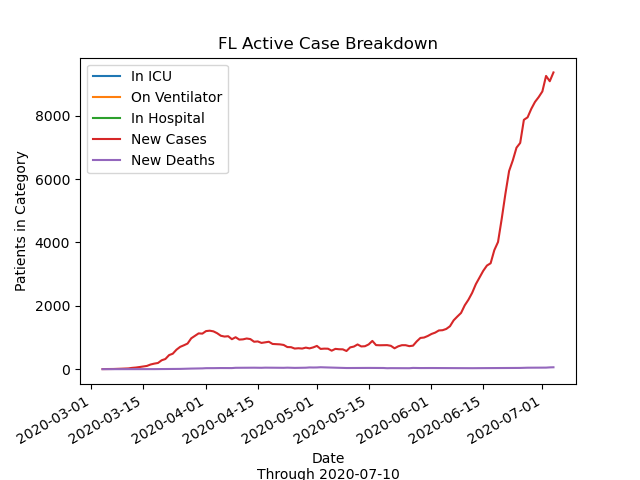 FL Active Case Breakdown
In ICU
On Ventilator
In Hospital
New Cases
New Deaths
Patients in Category
8000
6000
4000
2000
0
2020-03-01
2020-03-15
2020-04-01
2020-04-15
2020-05-01
2020-05-15
2020-06-01
2020-06-15
2020-07-01
Date
Through 2020-07-10